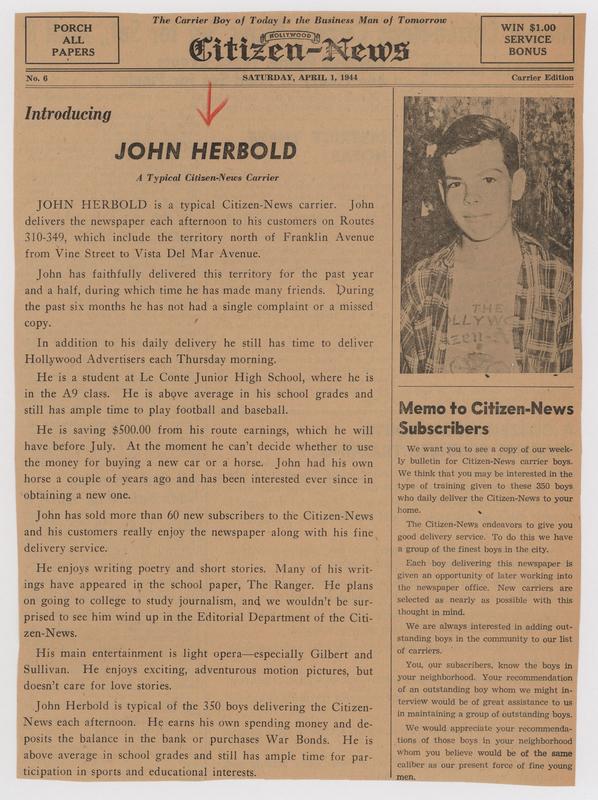 The Carrier Boy of Today Is the Business Man of Tomorrow
PORCH
ALL
PAPERS
HOLLYWOOD
Citizen-News
WIN $1.00
SERVICE
BONUS
No. 6
SATURDAY, APRIL 1, 1944
Carrier Edition
Introducing
JOHN HERBOLD
A Typical Citizen-News Carrier
JOHN HERBOLD is a typical Citizen-News carrier. John
delivers the newspaper each afternoon to his customers on Routes
310-349, which include the territory north of Franklin Avenue
from Vine Street to Vista Del Mar Avenue.
John has faithfully delivered this territory for the past year
and a half, during which time he has made many friends. During
the past six months he has not had a single complaint or a missed
copy.
In addition to his daily delivery he still has time to deliver
Hollywood Advertisers each Thursday morning.
He is a student at Le Conte Junior High School, where he is
in the A9 class. He is above average in his school grades and
still has ample time to play football and baseball.
He is saving $500.00 from his route earnings, which he will
have before July. At the moment he can't decide whether to use
the money for buying a new car or a horse. John had his own
horse a couple of years ago and has been interested ever since in
obtaining a new one.
John has sold more than 60 new subscribers to the Citizen-News
and his customers really enjoy the newspaper along with his fine
delivery service.
He enjoys writing poetry and short stories. Many of his writ-
ings have appeared in the school paper, The Ranger. He plans
on going to college to study journalism, and we wouldn't be sur-
prised to see him wind up in the Editorial Department of the Citi-
zen-News.
His main entertainment is light opera—especially Gilbert and
Sullivan. He enjoys exciting, adventurous motion pictures, but
doesn't care for love stories.
John Herbold is typical of the 350 boys delivering the Citizen-
News each afternoon. He earns his own spending money and de-
posits the balance in the bank or purchases War Bonds. He is
above average in school grades and still has ample time for par-
ticipation in sports and educational interests.
THE
OLLYWO
Memo to Citizen-News
Subscribers
We want you to see a copy of our week-
ly bulletin for Citizen-News carrier boys.
We think that you may be interested in the
type of training given to these 350 boys
who daily deliver the Citizen-News to your
home.
The Citizen-News endeavors to give you
good delivery service. To do this we have
a group of the finest boys in the city.
Each boy delivering this newspaper is
given an opportunity of later working into
the newspaper office. New carriers are
selected as nearly as possible with this
thought in mind.
We are always interested in adding out-
standing boys in the community to our list
of carriers.
You, our subscribers, know the boys in
your neighborhood. Your recommendation
of an outstanding boy whom we might in-
terview would be of great assistance to us
in maintaining a group of outstanding boys.
We would appreciate your recommenda-
tions of those boys in your neighborhood
whom you believe would be of the same
caliber as our present force of fine young
men.